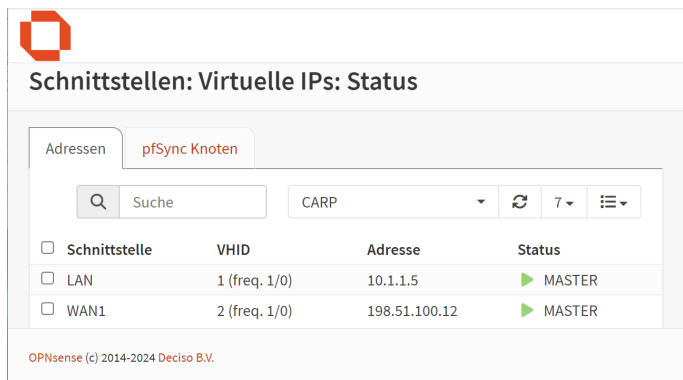 Schnittstellen: Virtuelle IPs: Status
Adressen pfSync Knoten
Suche CARP 7
Schnittstelle VHID Adresse Status
LAN 1 (freq. 1/0) 10.1.1.5 MASTER
WAN1 2 (freq. 1/0) 198.51.100.12 MASTER
OPNsense (c) 2014-2024 Deciso B.V.